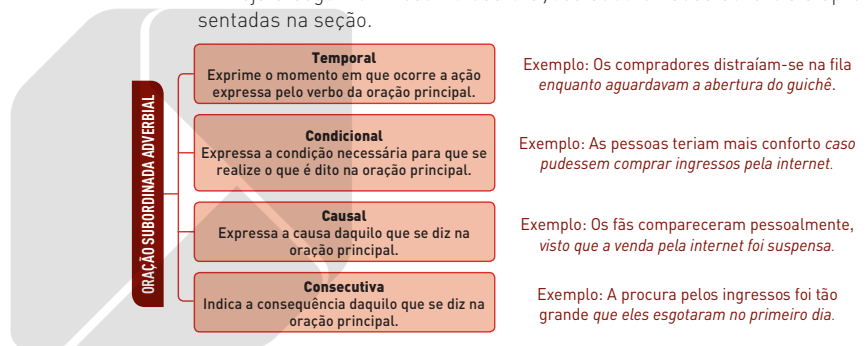 sentadas na seção.
ORAÇÃO SUBORDINADA ADVERBIAL
Temporal
Exprime o momento em que ocorre a ação
expressa pelo verbo da oração principal.
Exemplo: Os compradores distraíam-se na fila
enquanto aguardavam a abertura do guichê.
Condicional
Expressa a condição necessária para que se
realize o que é dito na oração principal.
Exemplo: As pessoas teriam mais conforto caso
pudessem comprar ingressos pela internet.
Causal
Expressa a causa daquilo que se diz na
oração principal.
Exemplo: Os fãs compareceram pessoalmente,
visto que a venda pela internet foi suspensa.
Consecutiva
Indica a consequência daquilo que se diz na
oração principal.
Exemplo: A procura pelos ingressos foi tão
grande que eles esgotaram no primeiro dia.